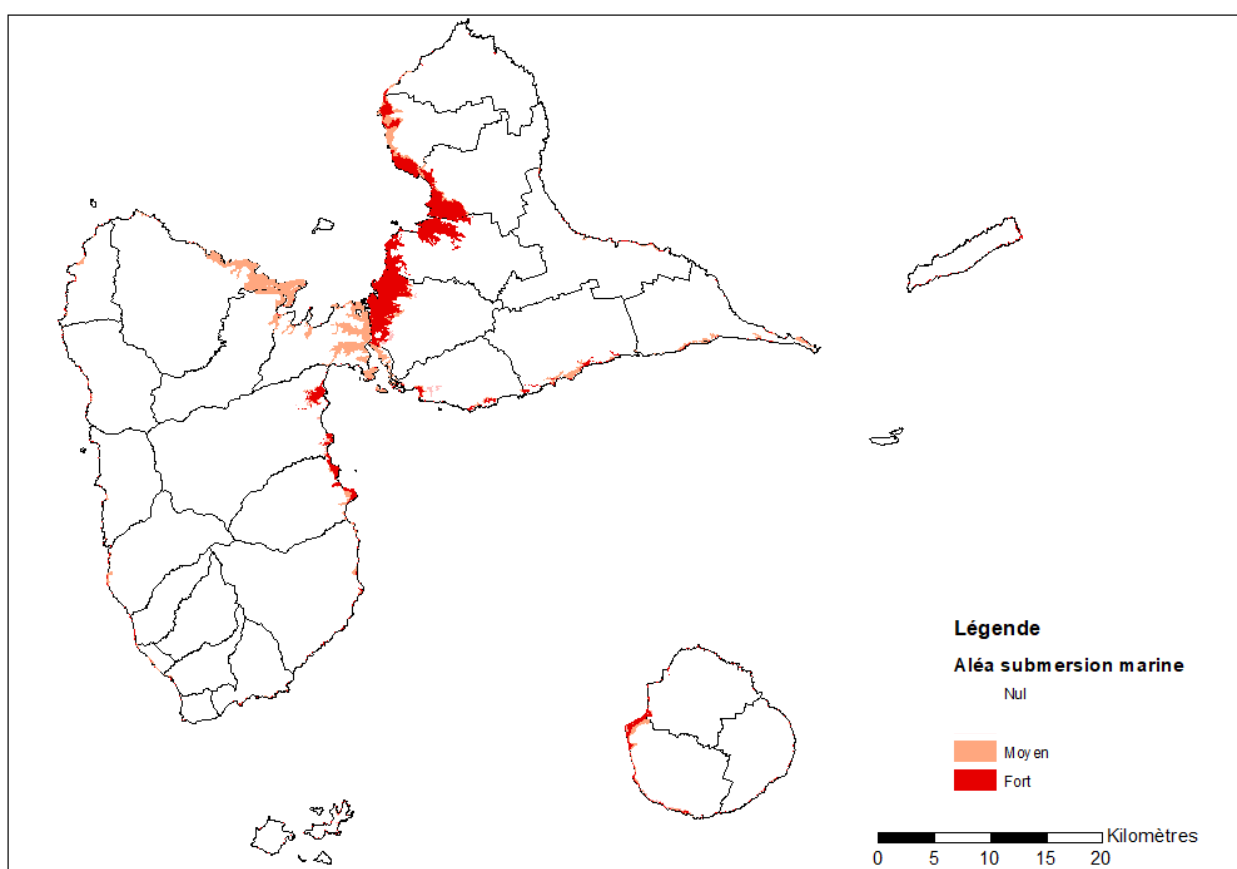 Légende
Aléa submersion marine
Nul
Moyen
Fort
Kilomètres
0 5 10 15 20